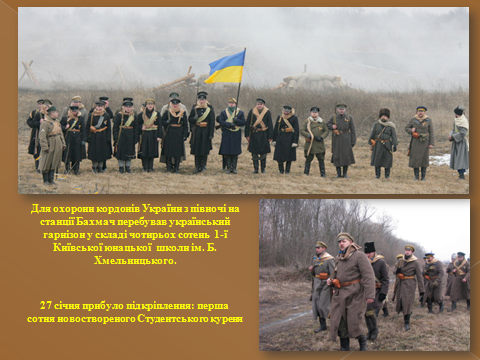 Для охорони кордонів України з півночі на
станції Бахмач перебував український
гарнізон у складі чотирьох сотень 1-ї
Київської юнацької школи ім. Б.
Хмельницького.
27 січня прибуло підкріплення: перша
сотня новоствореного Студентського куреня